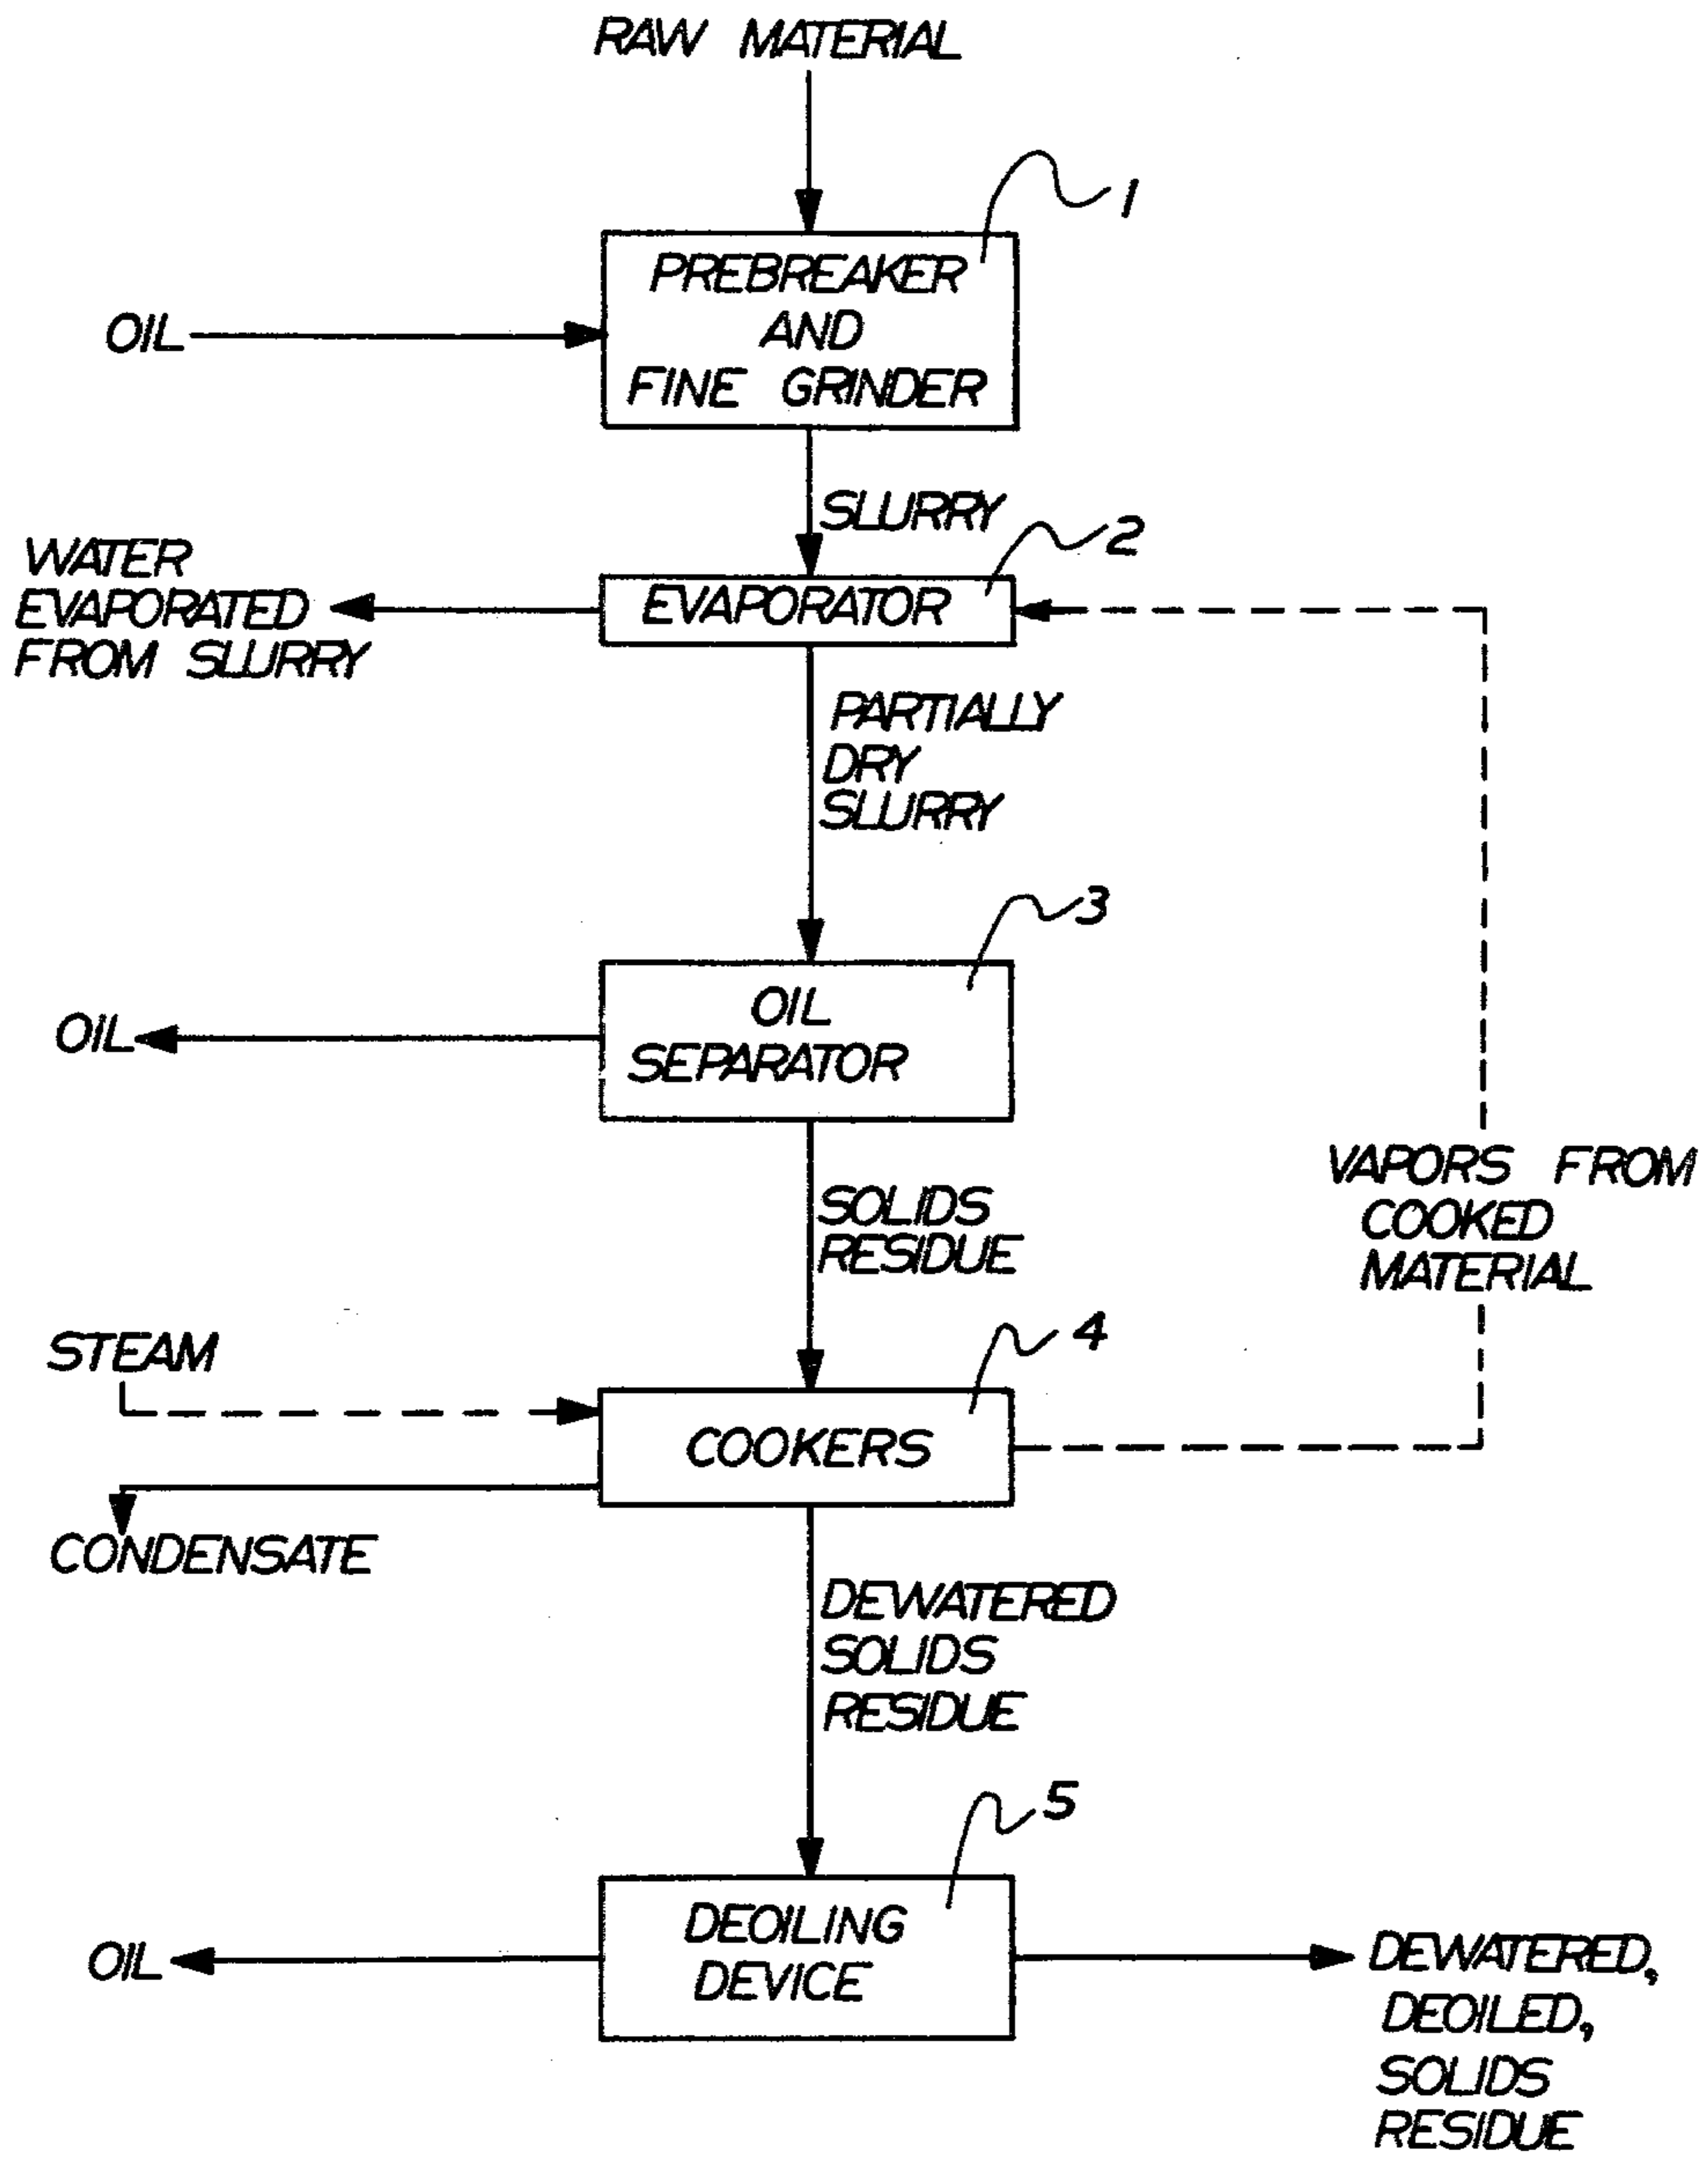 RAW MATERIAL
1
PREBREAKER
AND
FINE GRINDER
OIL
SLURRY
2
WATER
EVAPORATED
FROM SLURRY
EVAPORATOR
PARTIALLY
DRY
SLURRY
3
OIL
SEPARATOR
OIL
VAPORS FROM
COOKED
MATERIAL
SOLIDS
RESIDUE
STEAM
4
COOKERS
CONDENSATE
DEWATERED
SOLIDS
RESIDUE
5
DEOILING
DEVICE
OIL
DEWATERED,
DEOILED,
SOLIDS
RESIDUE